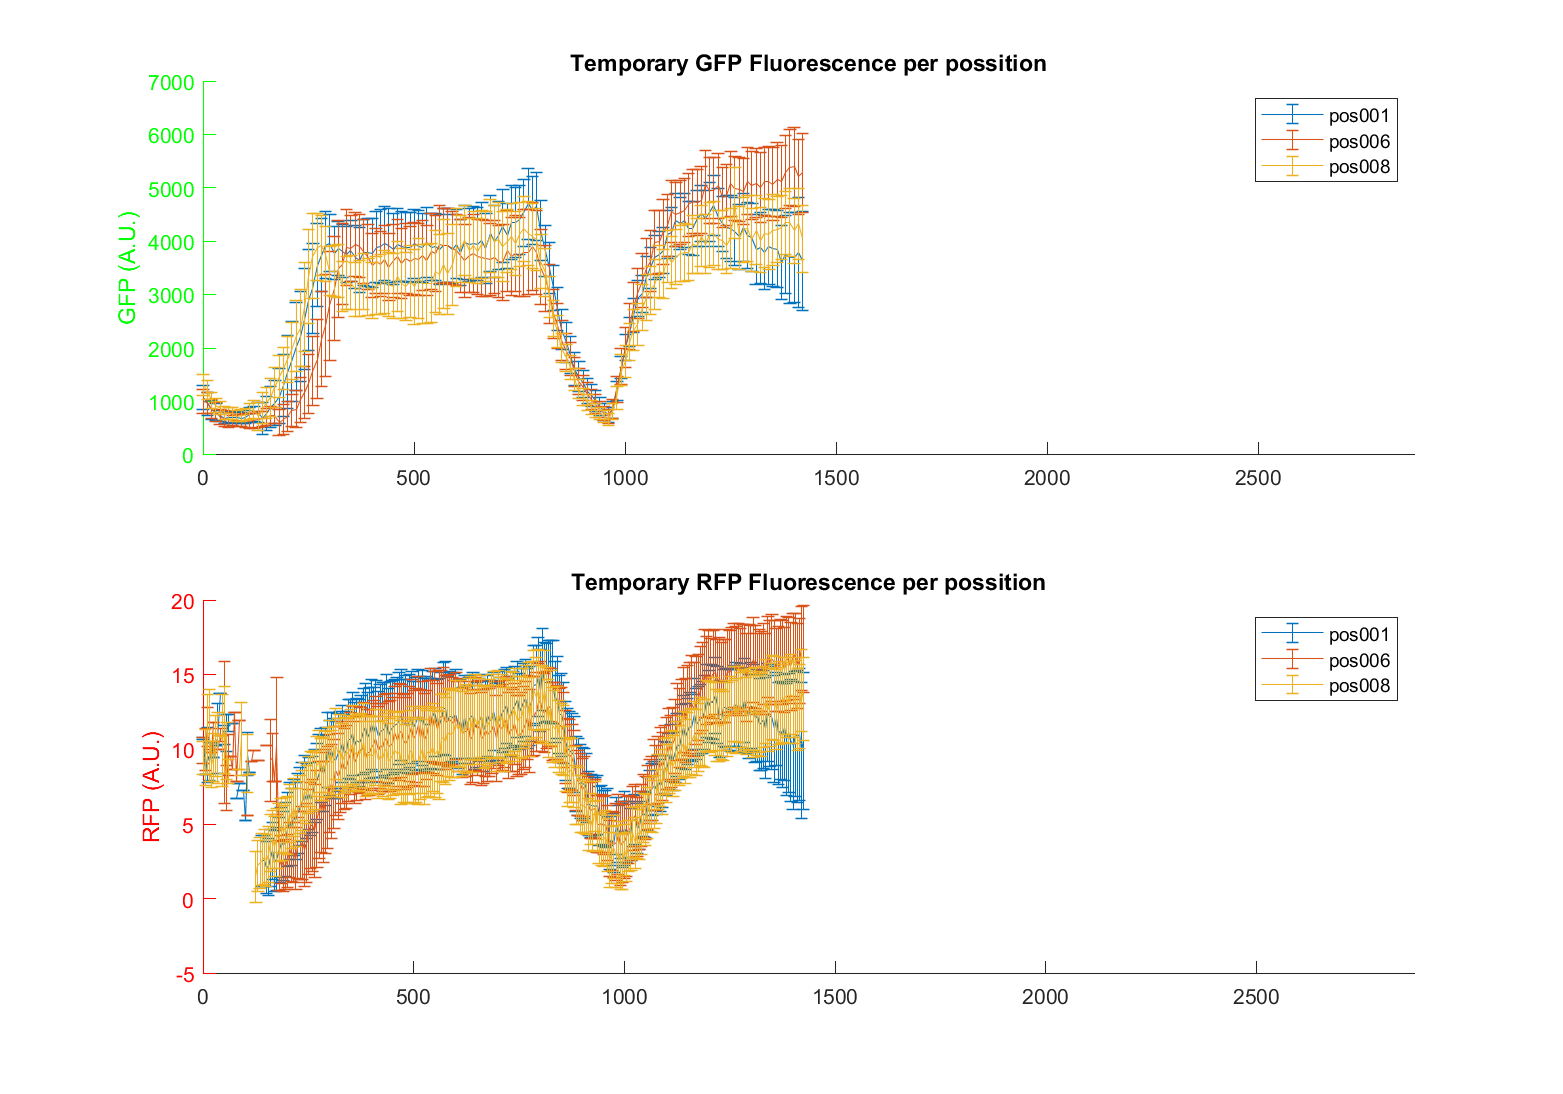 Temporary GFP Fluorescence per possition
7000
6000
5000
4000
3000
2000
1000
0
GFP (A.U.)
0 500 1000 1500 2000 2500
pos001
pos006
pos008
Temporary RFP Fluorescence per possition
20
15
10
5
0
-5
RFP (A.U.)
0 500 1000 1500 2000 2500
pos001
pos006
pos008